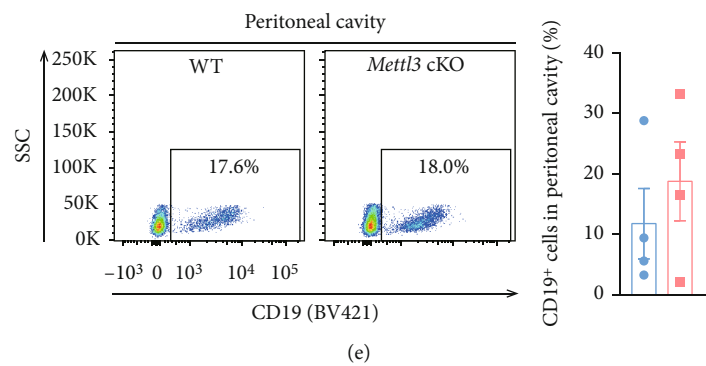 Peritoneal cavity
WT
Mettl3 cKO
250K
200K
150K
100K
50K
0K
SSC
17.6%
18.0%
−10³ 0 10³ 10⁴ 10⁵
CD19 (BV421)
CD19⁺ cells in peritoneal cavity (%)
40
30
20
10
0
(e)